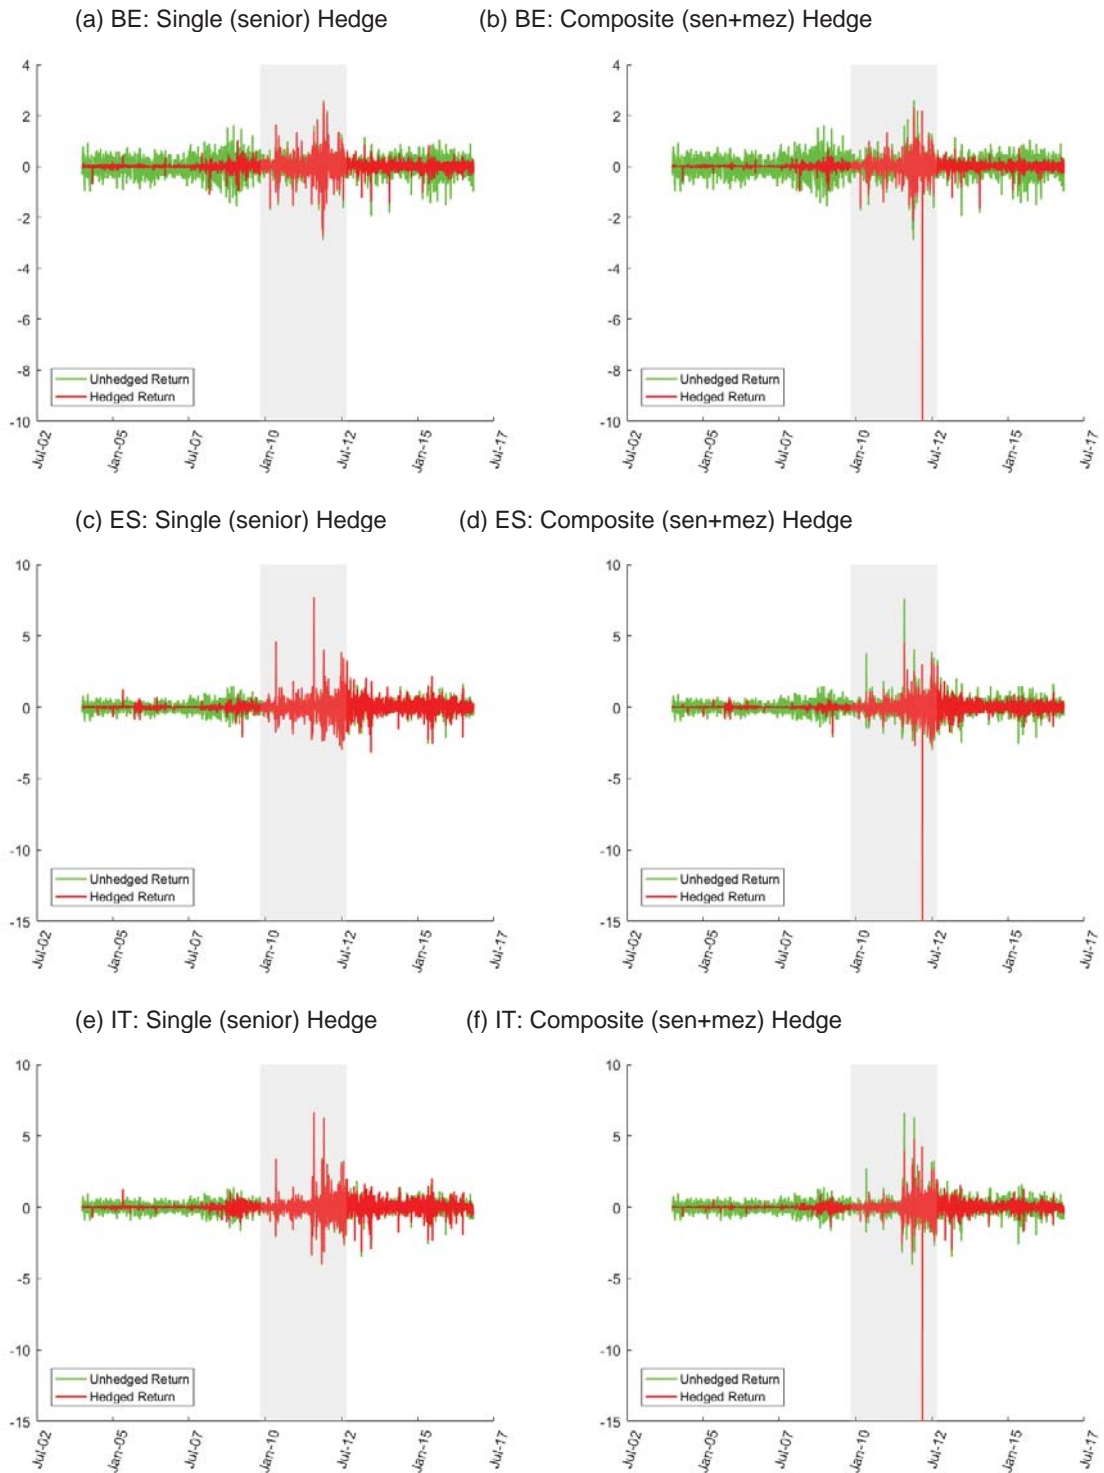 (a) BE: Single (senior) Hedge
4
2
0
-2
-4
-6
-8
-10
Unhedged Return
Hedged Return
Jul-02
Jan-05
Jul-07
Jan-10
Jul-12
Jan-15
Jul-17
(b) BE: Composite (sen+mez) Hedge
4
2
0
-2
-4
-6
-8
-10
Unhedged Return
Hedged Return
Jul-02
Jan-05
Jul-07
Jan-10
Jul-12
Jan-15
Jul-17
(c) ES: Single (senior) Hedge
10
5
0
-5
-10
-15
Unhedged Return
Hedged Return
Jul-02
Jan-05
Jul-07
Jan-10
Jul-12
Jan-15
Jul-17
(d) ES: Composite (sen+mez) Hedge
10
5
0
-5
-10
-15
Unhedged Return
Hedged Return
Jul-02
Jan-05
Jul-07
Jan-10
Jul-12
Jan-15
Jul-17
(e) IT: Single (senior) Hedge
10
5
0
-5
-10
-15
Unhedged Return
Hedged Return
Jul-02
Jan-05
Jul-07
Jan-10
Jul-12
Jan-15
Jul-17
(f) IT: Composite (sen+mez) Hedge
10
5
0
-5
-10
-15
Unhedged Return
Hedged Return
Jul-02
Jan-05
Jul-07
Jan-10
Jul-12
Jan-15
Jul-17